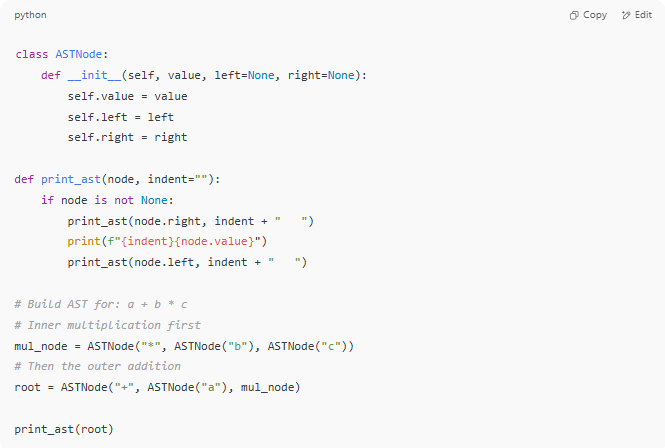 python Copy Edit
class ASTNode:
    def __init__(self, value, left=None, right=None):
        self.value = value
        self.left = left
        self.right = right

def print_ast(node, indent=""):
    if node is not None:
        print_ast(node.right, indent + "   ")
        print(f"{indent}{node.value}")
        print_ast(node.left, indent + "   ")

# Build AST for: a + b * c
# Inner multiplication first
mul_node = ASTNode("*", ASTNode("b"), ASTNode("c"))
# Then the outer addition
root = ASTNode("+", ASTNode("a"), mul_node)

print_ast(root)